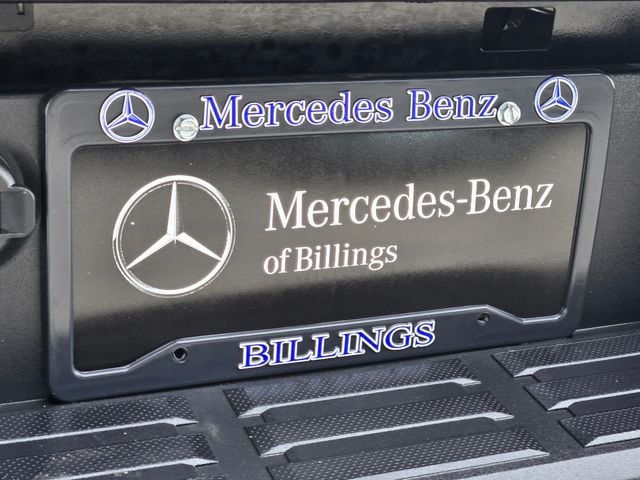 Mercedes Benz
Mercedes-Benz
of Billings
BILLINGS